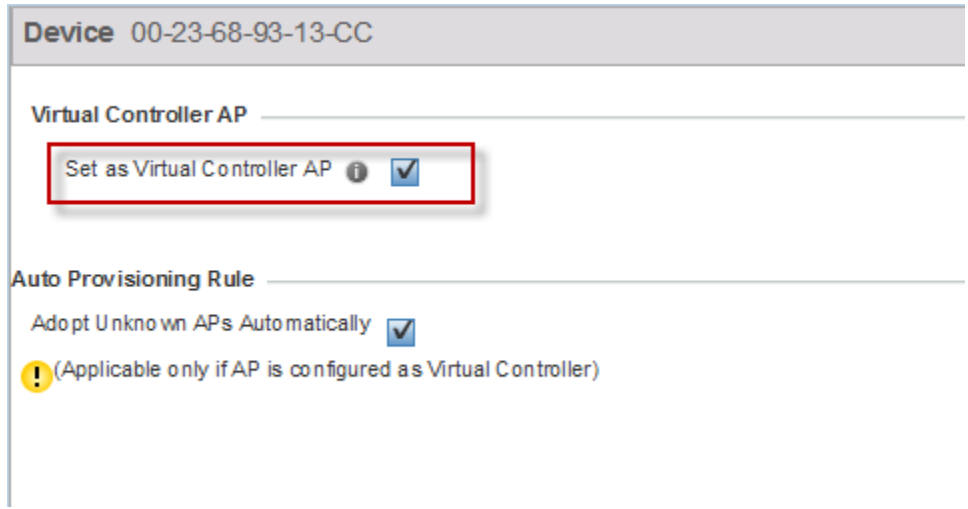 Device 00-23-68-93-13-CC
Virtual Controller AP
Set as Virtual Controller AP
Auto Provisioning Rule
Adopt Unknown APs Automatically
(Applicable only if AP is configured as Virtual Controller)